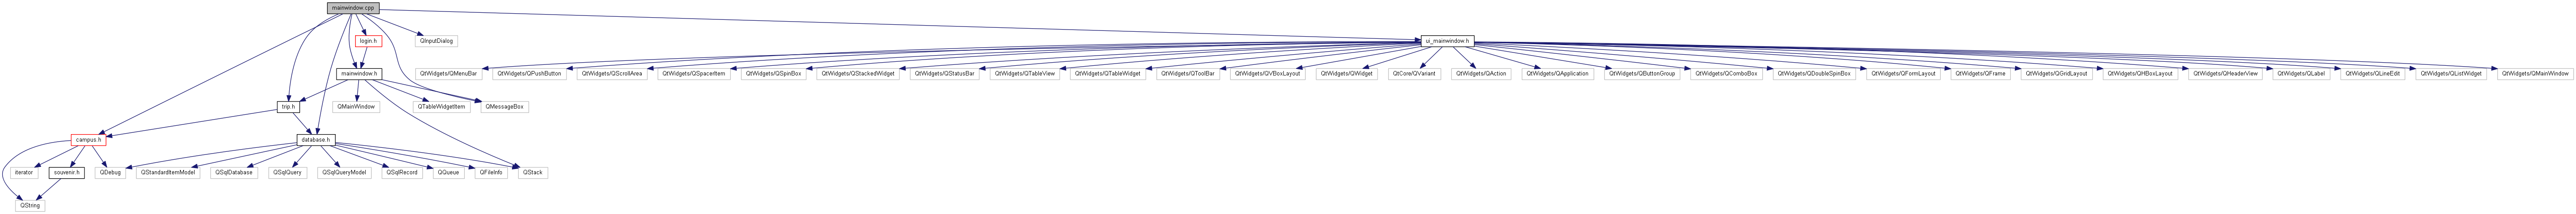 mainwindow.cpp
login.h
QInputDialog
ui_mainwindow.h
mainwindow.h
QtWidgets/QMenuBar
QtWidgets/QPushButton
QtWidgets/QScrollArea
QtWidgets/QSpacerItem
QtWidgets/QSpinBox
QtWidgets/QStackedWidget
QtWidgets/QStatusBar
QtWidgets/QTableView
QtWidgets/QTableWidget
QtWidgets/QToolBar
QtWidgets/QVBoxLayout
QtWidgets/QWidget
QtCore/QVariant
QtWidgets/QAction
QtWidgets/QApplication
QtWidgets/QButtonGroup
QtWidgets/QComboBox
QtWidgets/QDoubleSpinBox
QtWidgets/QFormLayout
QtWidgets/QFrame
QtWidgets/QGridLayout
QtWidgets/QHBoxLayout
QtWidgets/QHeaderView
QtWidgets/QLabel
QtWidgets/QLineEdit
QtWidgets/QListWidget
QtWidgets/QMainWindow
trip.h
QMainWindow
QTableWidgetItem
QMessageBox
campus.h
database.h
iterator
souvenir.h
QDebug
QStandardItemModel
QSqlDatabase
QSqlQuery
QSqlQueryModel
QSqlRecord
QQueue
QFileInfo
QStack
QString